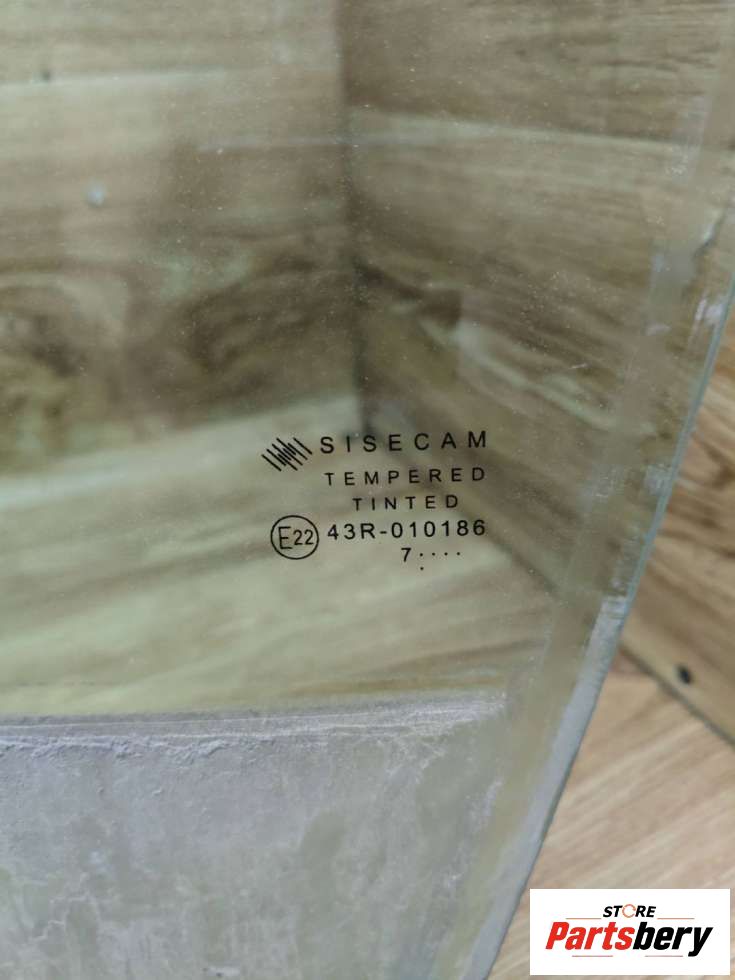 SISECAM
TEMPERED
TINTED
E22 43R-010186
7....
.
STORE
Partsbery